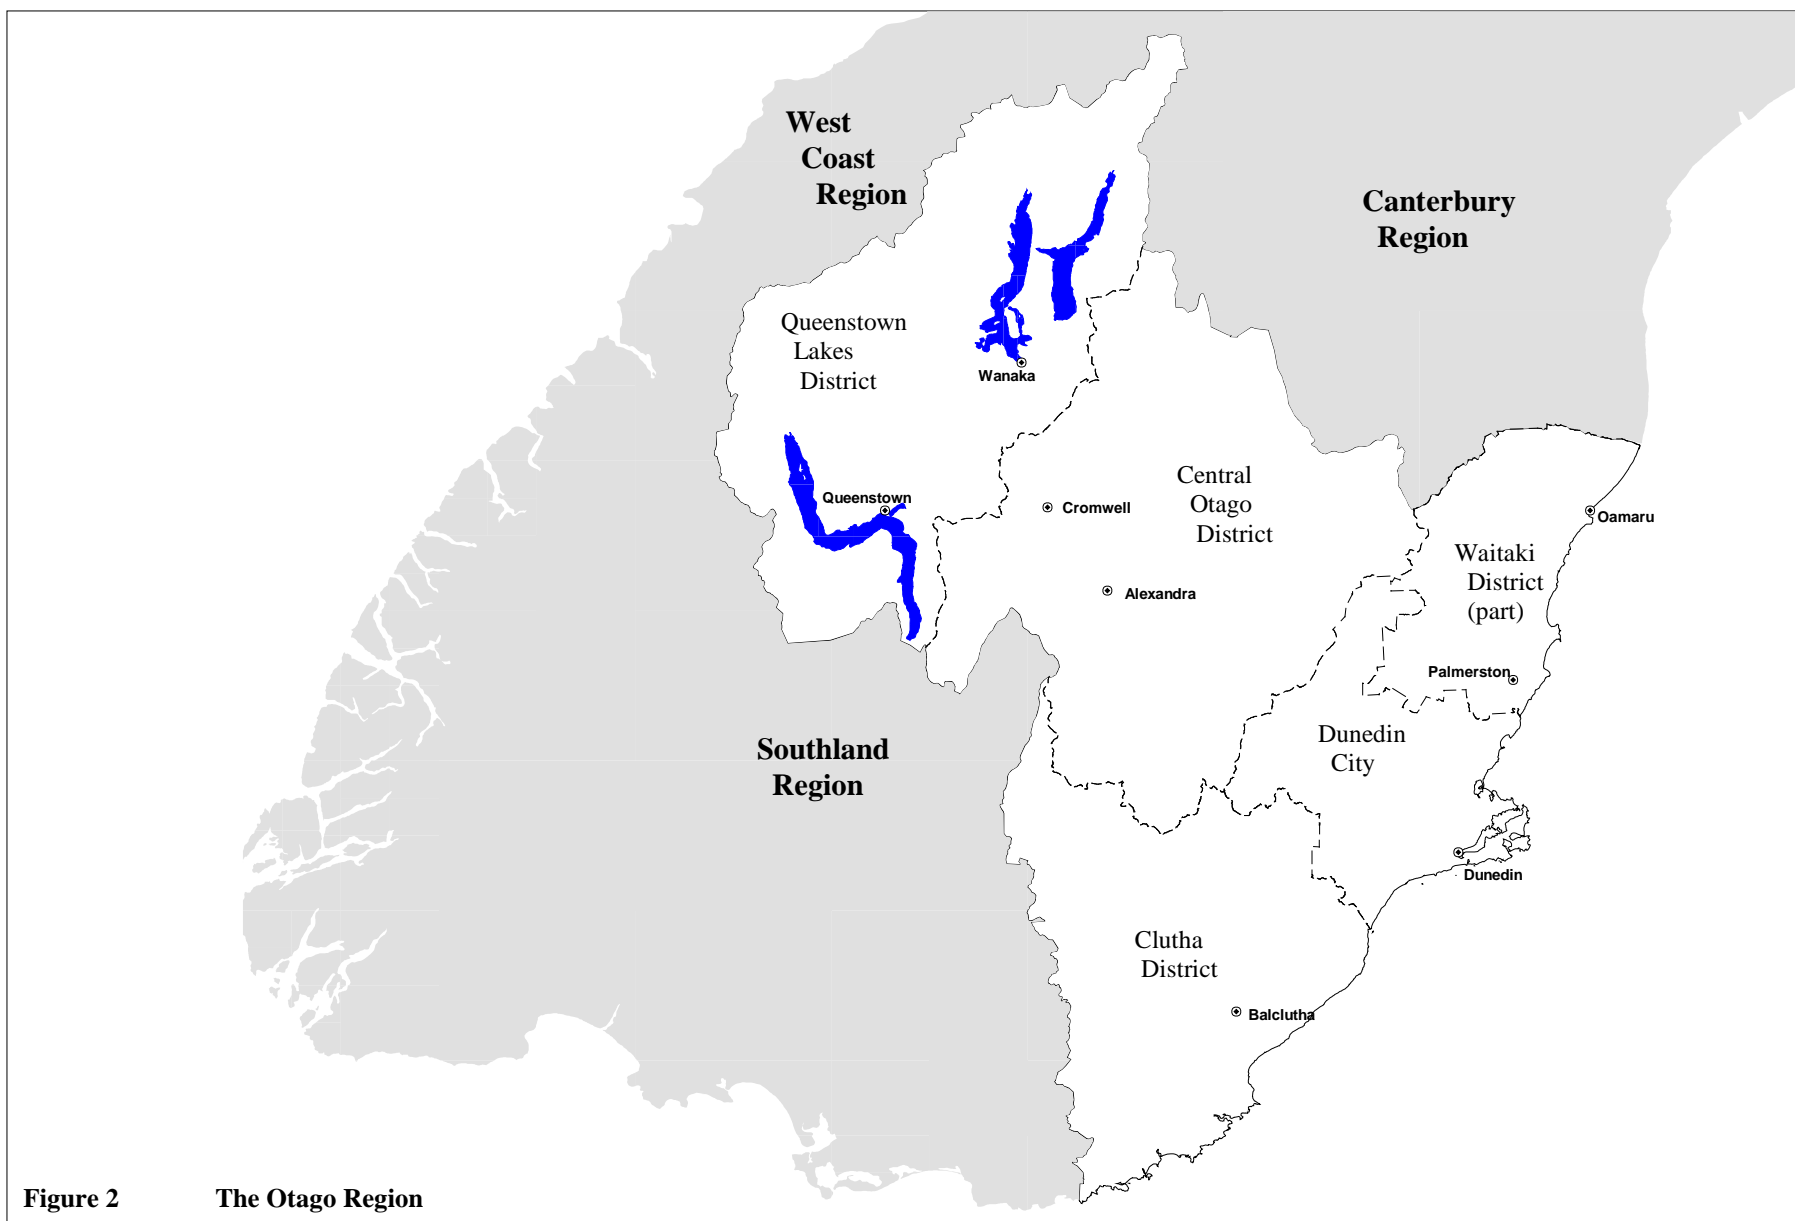 West
Coast
Region
Canterbury
Region
Queenstown
Lakes
District
Wanaka
Central
Otago
District
Queenstown
Cromwell
Oamaru
Waitaki
District
(part)
Alexandra
Palmerston
Dunedin
City
Southland
Region
Dunedin
Clutha
District
Balclutha
Figure 2 The Otago Region